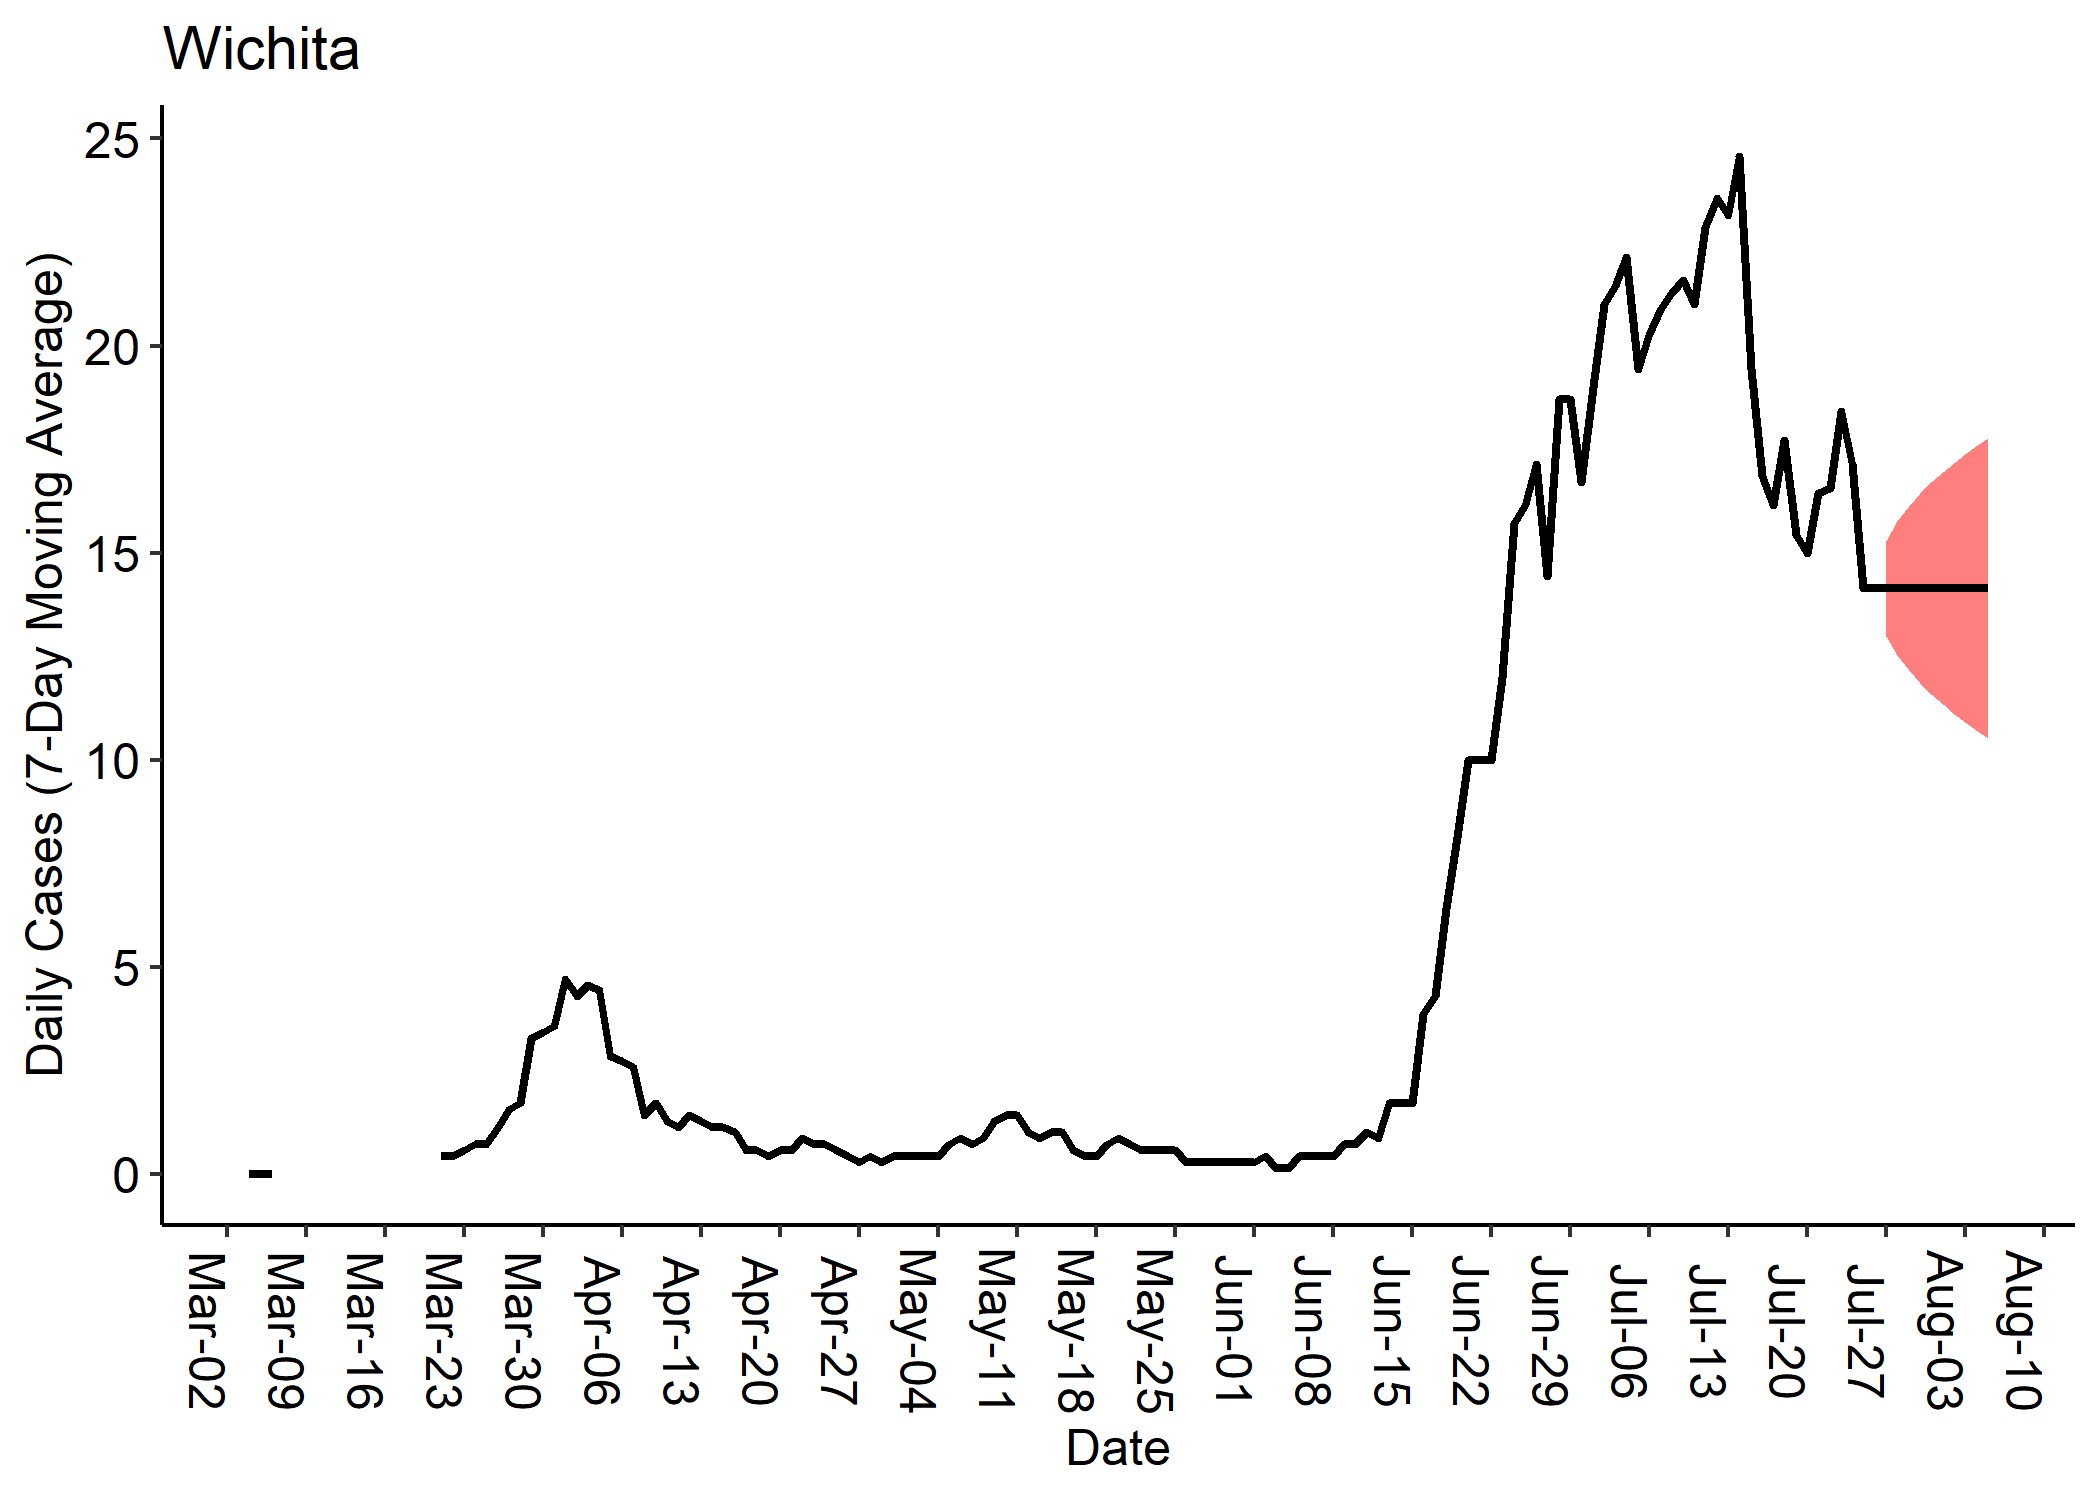 Wichita
Daily Cases (7-Day Moving Average)
25
20
15
10
5
0
Mar-02
Mar-09
Mar-16
Mar-23
Mar-30
Apr-06
Apr-13
Apr-20
Apr-27
May-04
May-11
May-18
May-25
Jun-01
Jun-08
Jun-15
Jun-22
Jun-29
Jul-06
Jul-13
Jul-20
Jul-27
Aug-03
Aug-10
Date